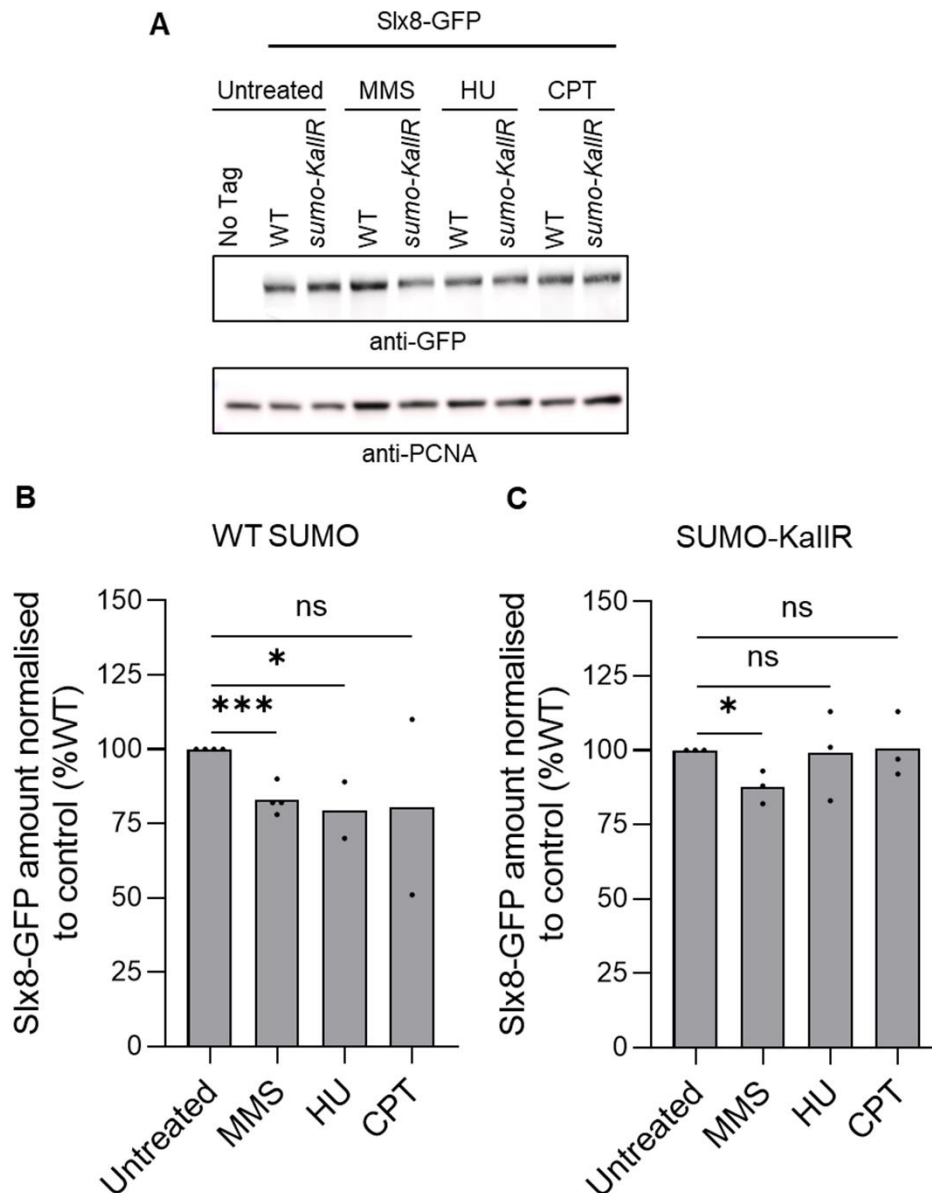 A
Slx8-GFP
Untreated MMS HU CPT
No Tag WT sumo-KallR WT sumo-KallR WT sumo-KallR WT sumo-KallR
anti-GFP
anti-PCNA
B
WT SUMO
Slx8-GFP amount normalised
to control (%WT)
150
125
100
75
50
25
0
ns
*
***
Untreated MMS HU CPT
C
SUMO-KallR
Slx8-GFP amount normalised
to control (%WT)
150
125
100
75
50
25
0
ns
ns
*
Untreated MMS HU CPT